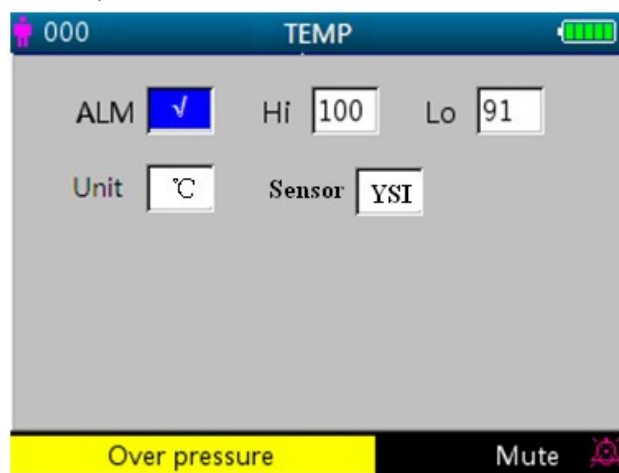 000 TEMP
ALM √ Hi 100 Lo 91
Unit ℃ Sensor YSI
Over pressure Mute